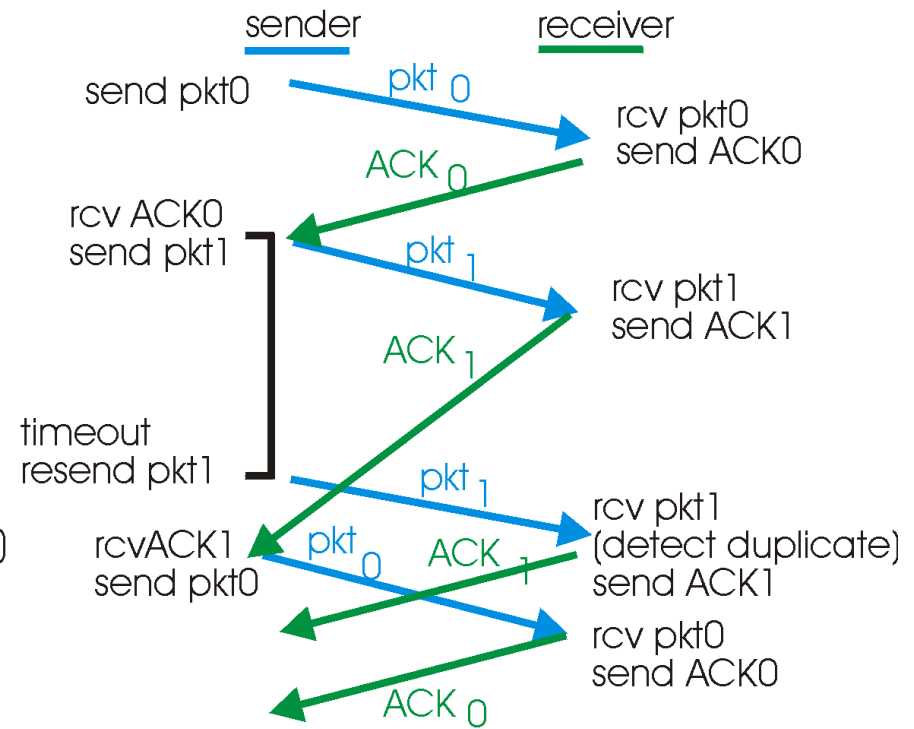 sender
receiver
send pkt0
pkt 0
rcv pkt0
send ACK0
ACK 0
rcv ACK0
send pkt1
pkt 1
rcv pkt1
send ACK1
ACK 1
timeout
resend pkt1
pkt 1
rcv pkt1
(detect duplicate)
send ACK1
rcvACK1
send pkt0
pkt 0
ACK 1
rcv pkt0
send ACK0
ACK 0